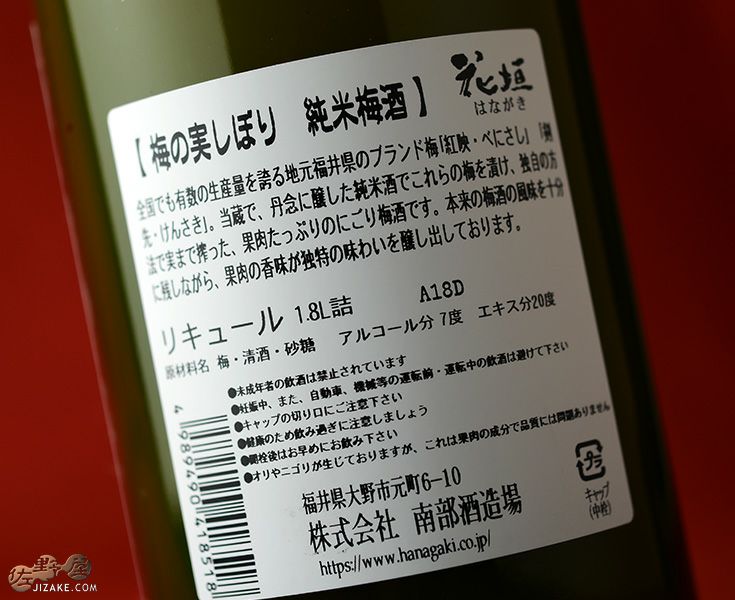 花垣
はながき
【 梅の実しぼり 純米梅酒 】
全国でも有数の生産量を誇る地元福井県のブランド梅「紅映・べにさし」「剣
先・けんさき」。当蔵で、丹念に醸した純米酒でこれらの梅を漬け、独自の方
法で実まで搾った、果肉たっぷりのにごり梅酒です。本来の梅酒の風味を十分
に残しながら、果肉の香味が独特の味わいを醸し出しております。
リキュール 1.8L詰 A18D
原材料名 梅・清酒・砂糖 アルコール分 7度 エキス分20度
●未成年者の飲酒は禁止されています
●妊娠中、また、自動車、機械等の運転前・運転中の飲酒は避けて下さい
●キャップの切り口にご注意下さい
●健康のため飲み過ぎに注意しましょう
●開栓後はお早めにお飲み下さい
●オリやニゴリが生じておりますが、これは果肉の成分で品質には問題ありません
4 989490 418518
プラ
キャップ
(中栓)
福井県大野市元町6-10
株式会社 南部酒造場
https://www.hanagaki.co.jp/
佐野屋
JIZAKE.COM